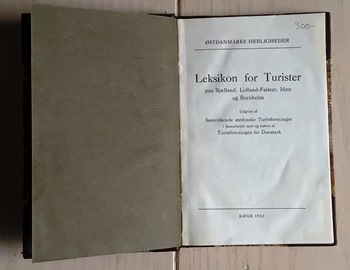 300-
ØSTDANMARKS HERLIGHEDER
Leksikon for Turister
paa Sjælland, Lolland-Falster, Møn
og Bornholm
Udgivet af
Samvirkende østdanske Turistforeninger
i Samarbejde med og støttet af
Turistforeningen for Danmark
KØGE 1942